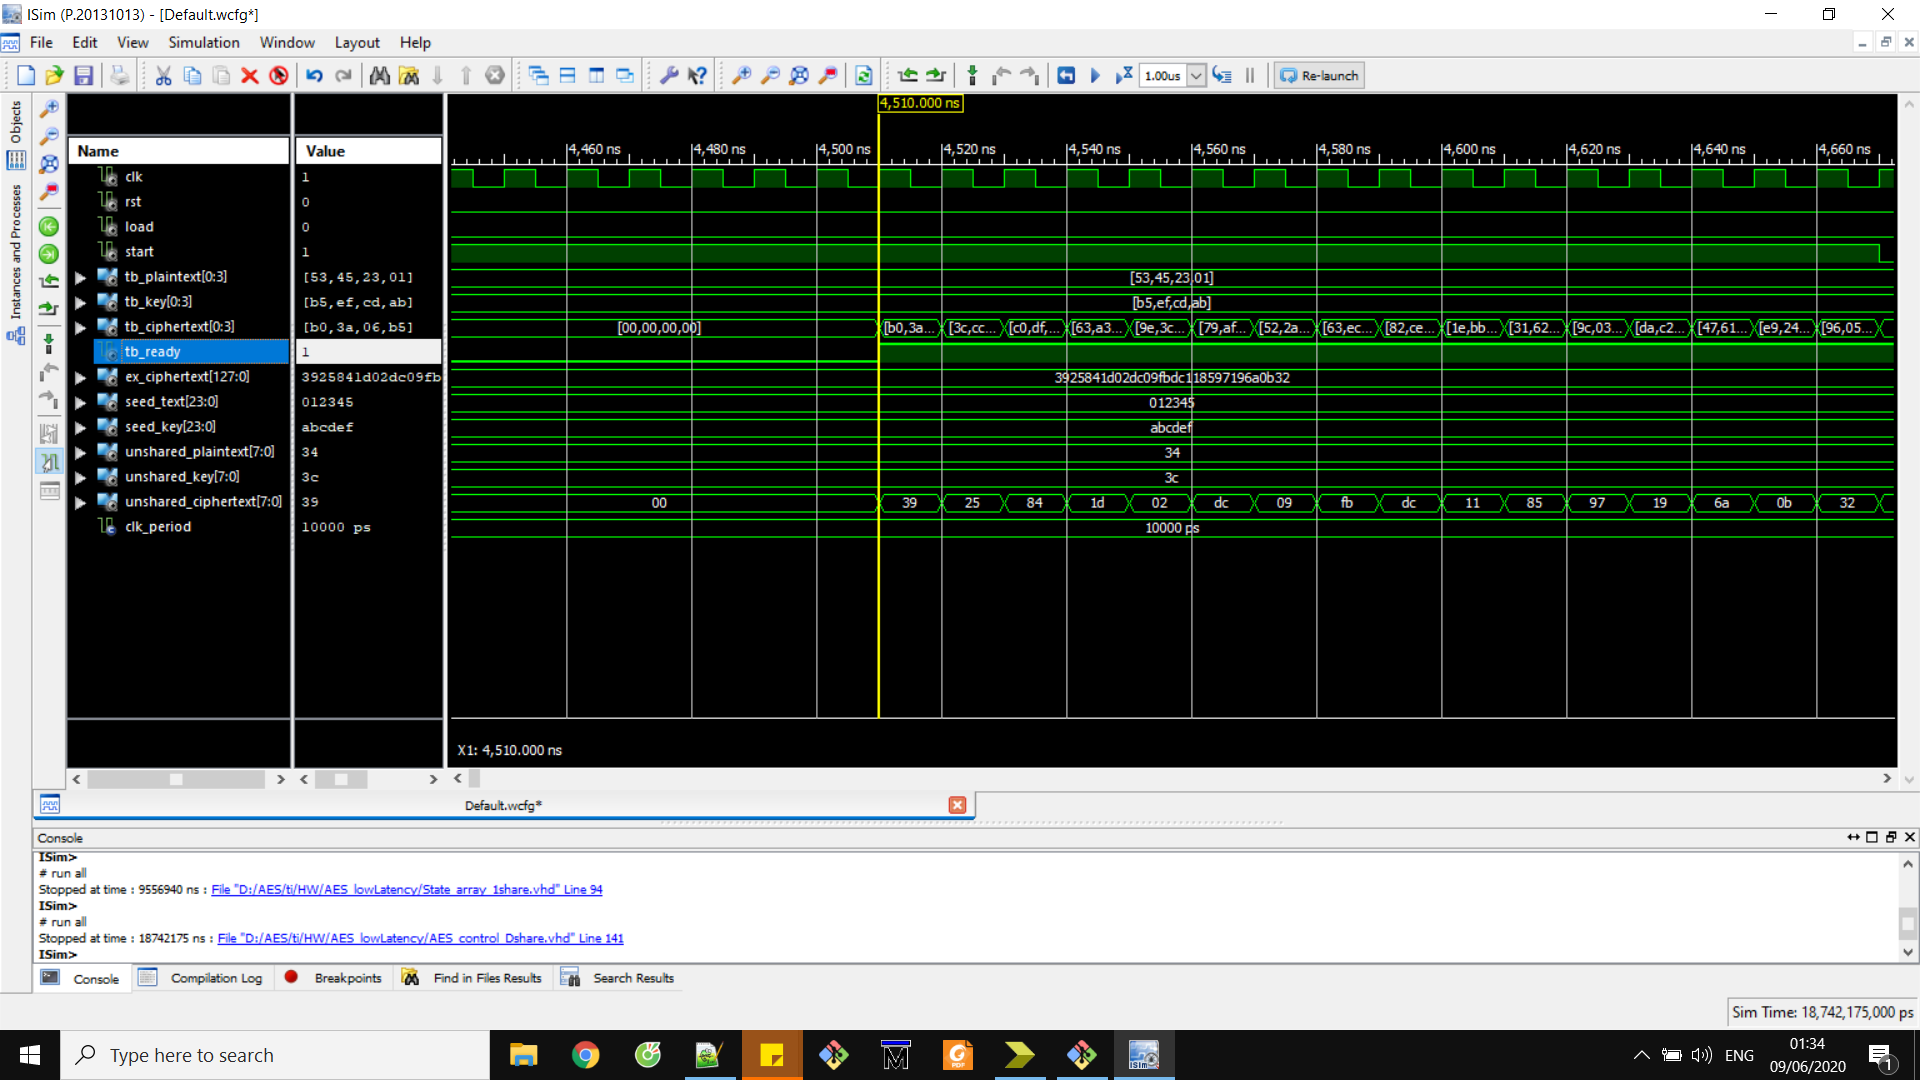 ISim (P.20131013) - [Default.wcfg*]
File Edit View Simulation Window Layout Help
1.00us Re-launch
Objects
Instances and Processes
4,510.000 ns
4,460 ns 4,480 ns 4,500 ns 4,520 ns 4,540 ns 4,560 ns 4,580 ns 4,600 ns 4,620 ns 4,640 ns 4,660 ns
Name Value
clk 1
rst 0
load 0
start 1
tb_plaintext[0:3] [53,45,23,01] [53,45,23,01]
tb_key[0:3] [b5,ef,cd,ab] [b5,ef,cd,ab]
tb_ciphertext[0:3] [b0,3a,06,b5] [00,00,00,00] [b0,3a... [3c,cc... [c0,df,... [63,a3... [9e,3c... [79,af... [52,2a... [63,ec... [82,ce... [1e,bb... [31,62... [9c,03... [da,c2... [47,61... [e9,24... [96,05...
tb_ready 1
ex_ciphertext[127:0] 3925841d02dc09fb 3925841d02dc09fbdc118597196a0b32
seed_text[23:0] 012345 012345
seed_key[23:0] abcdef abcdef
unshared_plaintext[7:0] 34 34
unshared_key[7:0] 3c 3c
unshared_ciphertext[7:0] 39 00 39 25 84 1d 02 dc 09 fb dc 11 85 97 19 6a 0b 32
clk_period 10000 ps 10000 ps
X1: 4,510.000 ns
Default.wcfg*
Console
ISim>
# run all
Stopped at time : 9556940 ns : File "D:/AES/ti/HW/AES_lowLatency/State_array_1share.vhd" Line 94
ISim>
# run all
Stopped at time : 18742175 ns : File "D:/AES/ti/HW/AES_lowLatency/AES_control_Dshare.vhd" Line 141
ISim>
Console Compilation Log Breakpoints Find in Files Results Search Results
Sim Time: 18,742,175,000 ps
Type here to search
PDF
ISim
ENG
01:34
09/06/2020
1